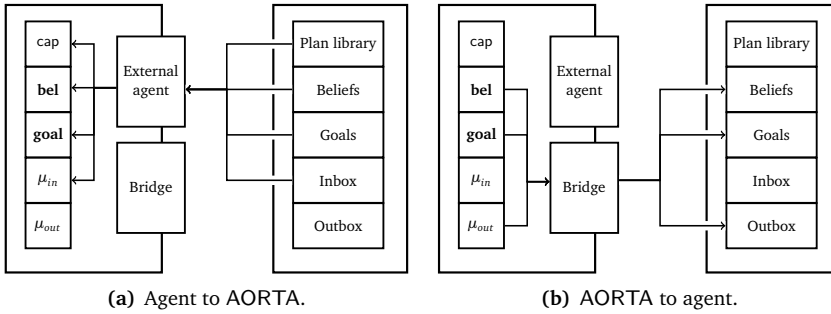 cap
bel
goal
μin
μout
External
agent
Bridge
Plan library
Beliefs
Goals
Inbox
Outbox
(a) Agent to AORTA.
cap
bel
goal
μin
μout
External
agent
Bridge
Plan library
Beliefs
Goals
Inbox
Outbox
(b) AORTA to agent.